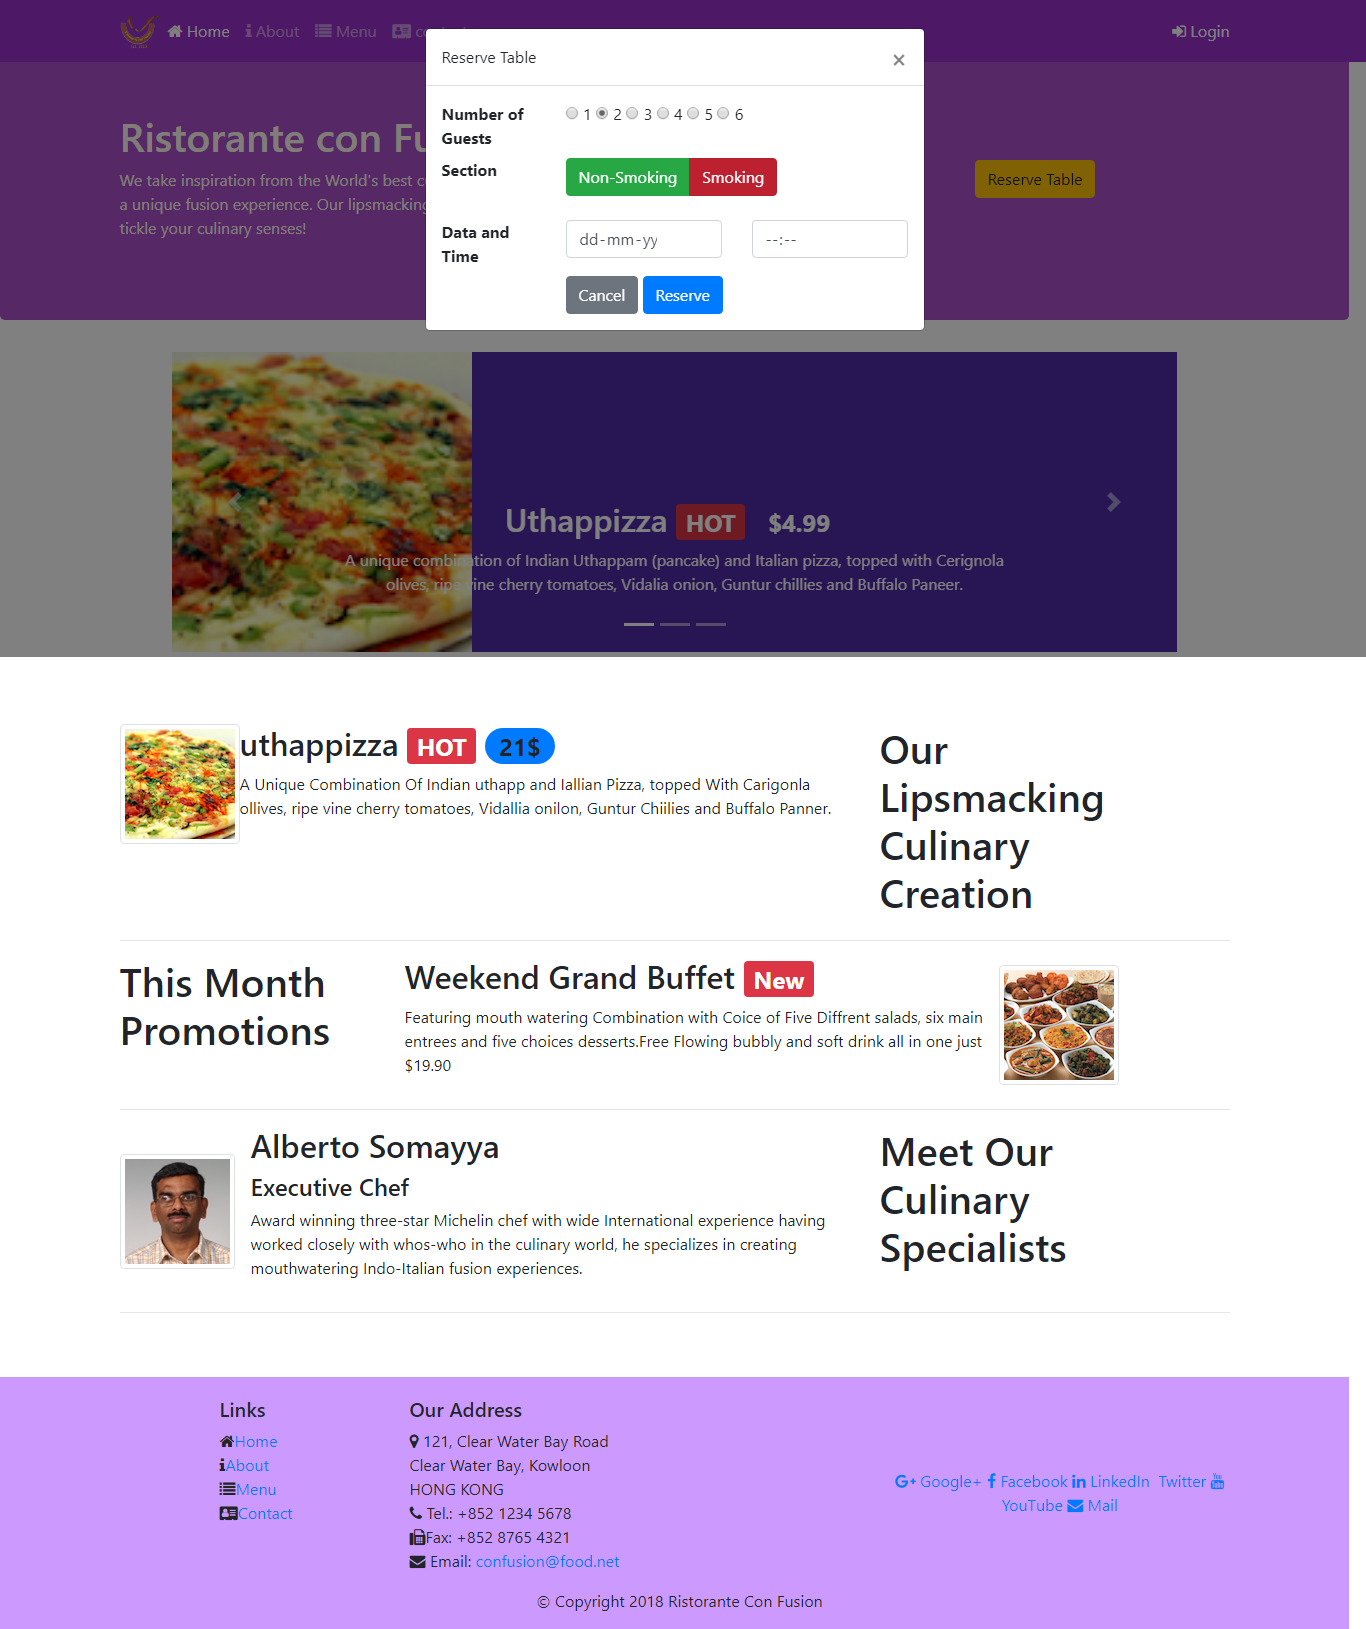 Home About Menu
Login
Reserve Table
×
Number of
Guests
1 2 3 4 5 6
Section
Non-Smoking Smoking
Data and
Time
dd-mm-yy
--:--
Cancel Reserve
Ristorante con Fu
We take inspiration from the World's best
a unique fusion experience. Our lipsmacking
tickle your culinary senses!
Reserve Table
Uthappizza HOT $4.99
A unique combination of Indian Uthappam (pancake) and Italian pizza, topped with Cerignola
olives, ripe vine cherry tomatoes, Vidalia onion, Guntur chillies and Buffalo Paneer.
uthappizza HOT 21$
A Unique Combination Of Indian uthapp and Iallian Pizza, topped With Carigonla
ollives, ripe vine cherry tomatoes, Vidallia onilon, Guntur Chiilies and Buffalo Panner.
Our
Lipsmacking
Culinary
Creation
This Month
Promotions
Weekend Grand Buffet New
Featuring mouth watering Combination with Coice of Five Diffrent salads, six main
entrees and five choices desserts.Free Flowing bubbly and soft drink all in one just
$19.90
Alberto Somayya
Executive Chef
Award winning three-star Michelin chef with wide International experience having
worked closely with whos-who in the culinary world, he specializes in creating
mouthwatering Indo-Italian fusion experiences.
Meet Our
Culinary
Specialists
Links
Home
About
Menu
Contact
Our Address
121, Clear Water Bay Road
Clear Water Bay, Kowloon
HONG KONG
Tel.: +852 1234 5678
Fax: +852 8765 4321
Email: confusion@food.net
Google+ Facebook LinkedIn Twitter
YouTube Mail
© Copyright 2018 Ristorante Con Fusion